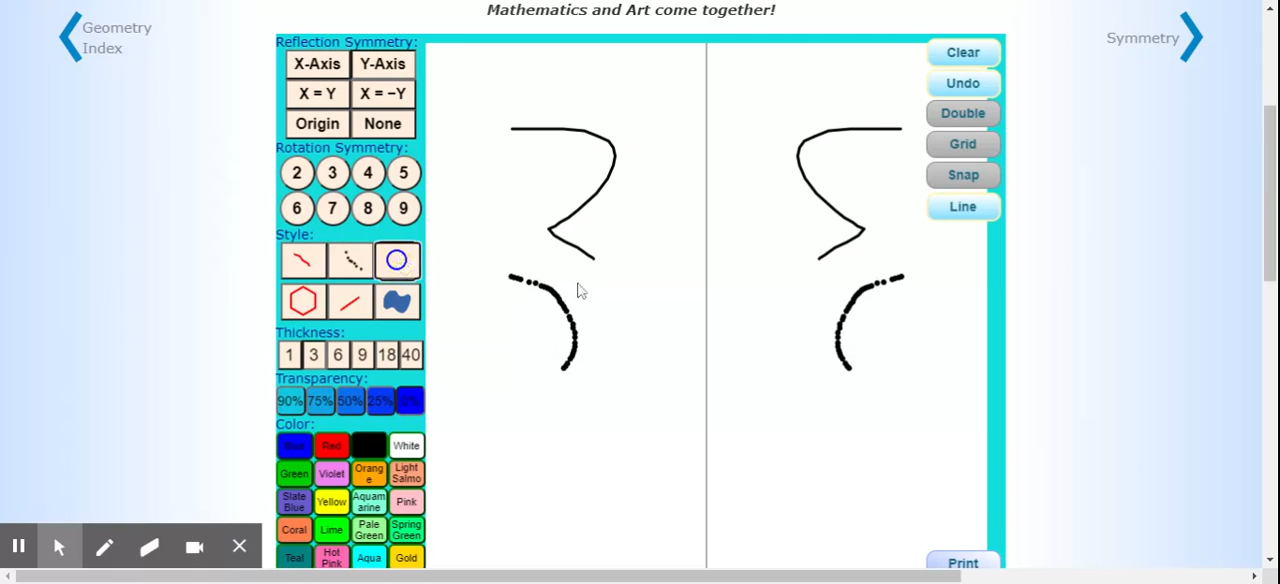 Mathematics and Art come together!
Geometry
Index
Symmetry
Reflection Symmetry:
X-Axis Y-Axis
X = Y X = −Y
Origin None
Rotation Symmetry:
2 3 4 5
6 7 8 9
Style:
Thickness:
1 3 6 9 18 40
Transparency:
90% 75% 50% 25% 0%
Color:
Blue Red White
Green Violet Orang
e Light
Salmo
Slate
Blue Yellow Aquam
arine Pink
Coral Lime Pale
Green Spring
Green
Teal Hot
Pink Aqua Gold
Clear
Undo
Double
Grid
Snap
Line
Print